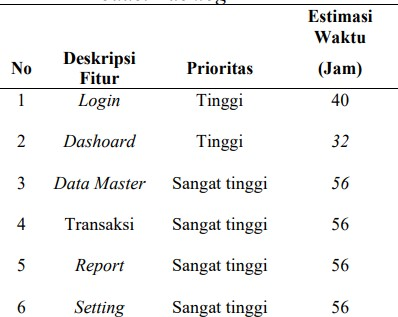 Estimasi
Waktu
Deskripsi
No Fitur Prioritas (Jam)
1 Login Tinggi 40
2 Dashoard Tinggi 32
3 Data Master Sangat tinggi 56
4 Transaksi Sangat tinggi 56
5 Report Sangat tinggi 56
6 Setting Sangat tinggi 56